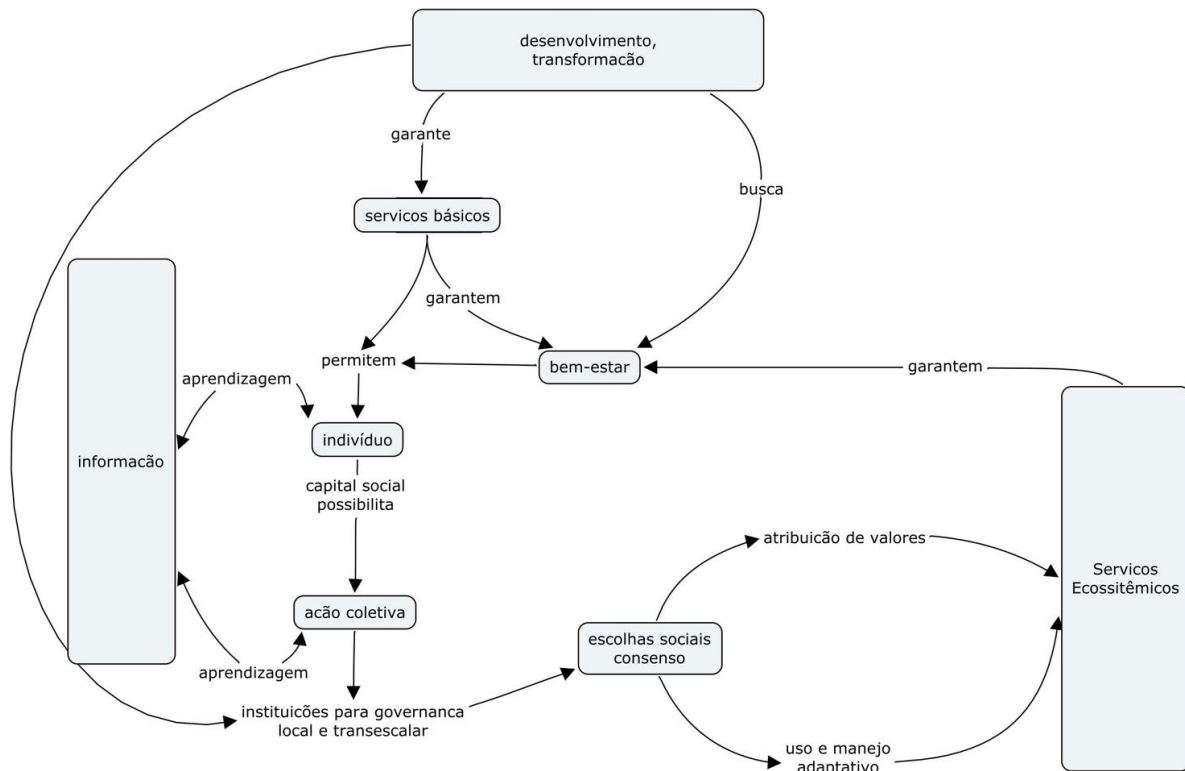 desenvolvimento,
transformacão
garante
busca
servicos básicos
garantem
permitem
bem-estar
garantem
aprendizagem
informacão
indivíduo
capital social
possibilita
atribuicão de valores
Servicos
Ecossitêmicos
acão coletiva
escolhas sociais
consenso
aprendizagem
instituicões para governanca
local e transescalar
uso e manejo
adaptativo